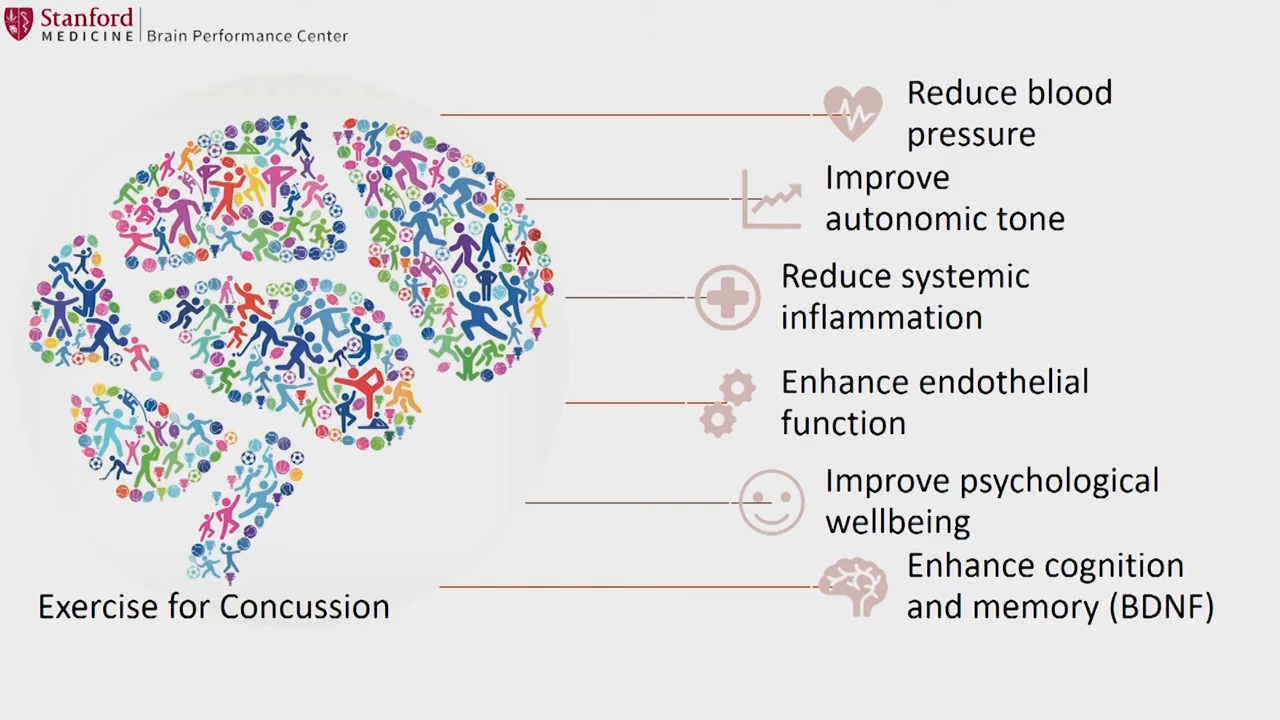 Stanford
MEDICINE | Brain Performance Center
Reduce blood
pressure
Improve
autonomic tone
Reduce systemic
inflammation
Enhance endothelial
function
Improve psychological
wellbeing
Enhance cognition
and memory (BDNF)
Exercise for Concussion